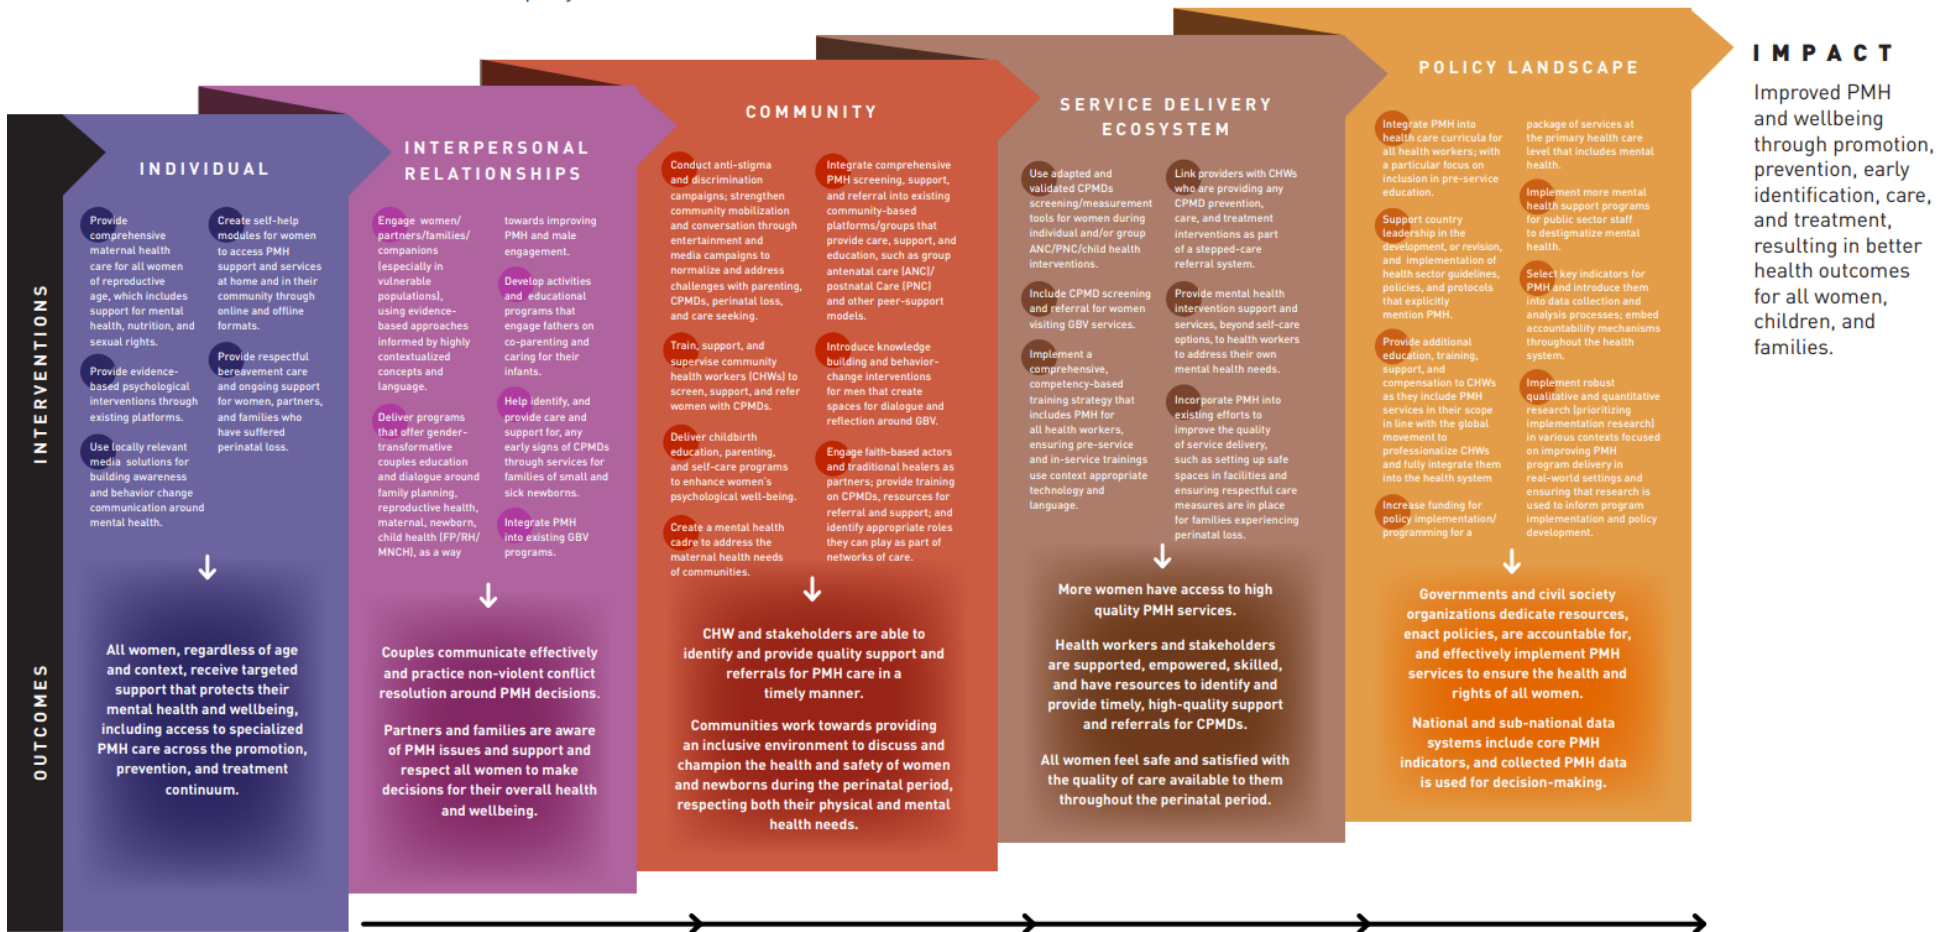 INTERVENTIONS
OUTCOMES
INDIVIDUAL
Provide
comprehensive
maternal health
care for all women
of reproductive
age, which includes
support for mental
health, nutrition, and
sexual rights.
Provide evidence-
based psychological
interventions through
existing platforms.
Use locally relevant
media solutions for
building awareness
and behavior change
communication around
mental health.
Create self-help
modules for women
to access PMH
support and services
at home and in their
community through
online and offline
formats.
Provide respectful
bereavement care
and ongoing support
for women, partners,
and families who
have suffered
perinatal loss.
All women, regardless of age
and context, receive targeted
support that protects their
mental health and wellbeing,
including access to specialized
PMH care across the promotion,
prevention, and treatment
continuum.
INTERPERSONAL
RELATIONSHIPS
Engage women/
partners/families/
companions
(especially in
vulnerable
populations),
using evidence-
based approaches
informed by highly
contextualized
concepts and
language.
Deliver programs
that offer gender-
transformative
couples education
and dialogue around
family planning,
reproductive health,
maternal, newborn,
child health (FP/RH/
MNCH), as a way
towards improving
PMH and male
engagement.
Develop activities
and educational
programs that
engage fathers on
co-parenting and
caring for their
infants.
Help identify, and
provide care and
support for, any
early signs of CPMDs
through services for
families of small and
sick newborns.
Integrate PMH
into existing GBV
programs.
Couples communicate effectively
and practice non-violent conflict
resolution around PMH decisions.
Partners and families are aware
of PMH issues and support and
respect all women to make
decisions for their overall health
and wellbeing.
COMMUNITY
Conduct anti-stigma
and discrimination
campaigns; strengthen
community mobilization
and conversation through
entertainment and
media campaigns to
normalize and address
challenges with parenting,
CPMDs, perinatal loss,
and care seeking.
Train, support, and
supervise community
health workers (CHWs) to
screen, support, and refer
women with CPMDs.
Deliver childbirth
education, parenting,
and self-care programs
to enhance women's
psychological well-being.
Create a mental health
cadre to address the
maternal health needs
of communities.
Integrate comprehensive
PMH screening, support,
and referral into existing
community-based
platforms/groups that
provide care, support, and
education, such as group
antenatal care (ANC)/
postnatal Care (PNC)
and other peer-support
models.
Introduce knowledge
building and behavior-
change interventions
for men that create
spaces for dialogue and
reflection around GBV.
Engage faith-based actors
and traditional healers as
partners; provide training
on CPMDs, resources for
referral and support; and
identify appropriate roles
they can play as part of
networks of care.
CHW and stakeholders are able to
identify and provide quality support and
referrals for PMH care in a
timely manner.
Communities work towards providing
an inclusive environment to discuss and
champion the health and safety of women
and newborns during the perinatal period,
respecting both their physical and mental
health needs.
SERVICE DELIVERY
ECOSYSTEM
Use adapted and
validated CPMDs
screening/measurement
tools for women during
individual and/or group
ANC/PNC/child health
interventions.
Include CPMD screening
and referral for women
visiting GBV services.
Implement a
comprehensive,
competency-based
training strategy that
includes PMH for
all health workers,
ensuring pre-service
and in-service trainings
use context appropriate
technology and
language.
Link providers with CHWs
who are providing any
CPMD prevention,
care, and treatment
interventions as part
of a stepped-care
referral system.
Provide mental health
intervention support and
services, beyond self-care
options, to health workers
to address their own
mental health needs.
Incorporate PMH into
existing efforts to
improve the quality
of service delivery,
such as setting up safe
spaces in facilities and
ensuring respectful care
measures are in place
for families experiencing
perinatal loss.
More women have access to high
quality PMH services.
Health workers and stakeholders
are supported, empowered, skilled,
and have resources to identify and
provide timely, high-quality support
and referrals for CPMDs.
All women feel safe and satisfied with
the quality of care available to them
throughout the perinatal period.
POLICY LANDSCAPE
Integrate PMH into
health care curricula for
all health workers; with
a particular focus on
inclusion in pre-service
education.
Support country
leadership in the
development, or revision,
and implementation of
health sector guidelines,
policies, and protocols
that explicitly
mention PMH.
Provide additional
education, training,
support, and
compensation to CHWs
as they include PMH
services in their scope
in line with the global
movement to
professionalize CHWs
and fully integrate them
into the health system
Increase funding for
policy implementation/
programming for a
package of services at
the primary health care
level that includes mental
health.
Implement more mental
health support programs
for public sector staff
to destigmatize mental
health.
Select key indicators for
PMH and introduce them
into data collection and
analysis processes; embed
accountability mechanisms
throughout the health
system.
Implement robust
qualitative and quantitative
research (prioritizing
implementation research)
in various contexts focused
on improving PMH
program delivery in
real-world settings and
ensuring that research is
used to inform program
implementation and policy
development.
Governments and civil society
organizations dedicate resources,
enact policies, are accountable for,
and effectively implement PMH
services to ensure the health and
rights of all women.
National and sub-national data
systems include core PMH
indicators, and collected PMH data
is used for decision-making.
IMPACT
Improved PMH
and wellbeing
through promotion,
prevention, early
identification, care,
and treatment,
resulting in better
health outcomes
for all women,
children, and
families.